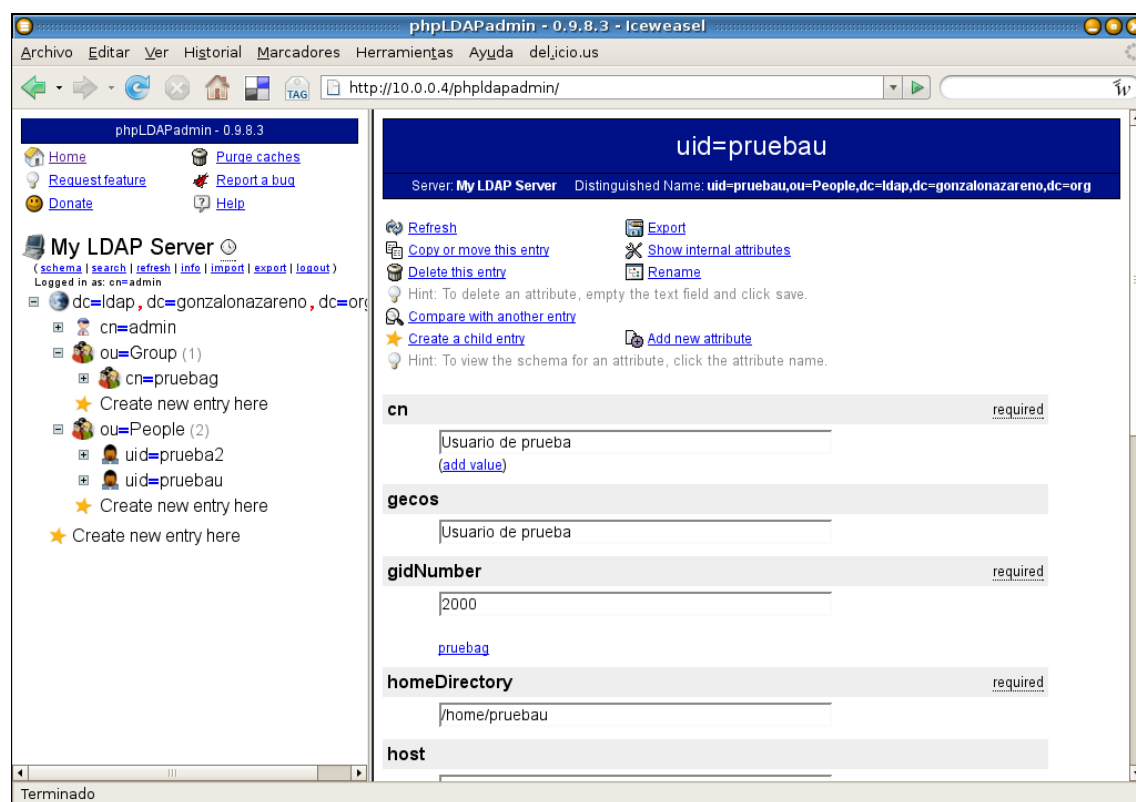 phpLDAPadmin - 0.9.8.3 - Iceweasel
Archivo Editar Ver Historial Marcadores Herramientas Ayuda del.icio.us
TAG http://10.0.0.4/phpldapadmin/
phpLDAPadmin - 0.9.8.3
Home Purge caches
Request feature Report a bug
Donate Help
My LDAP Server
( schema | search | refresh | info | import | export | logout )
Logged in as: cn=admin
dc=ldap, dc=gonzalonazareno, dc=org
cn=admin
ou=Group (1)
cn=pruebag
Create new entry here
ou=People (2)
uid=prueba2
uid=pruebau
Create new entry here
Create new entry here
uid=pruebau
Server: My LDAP Server Distinguished Name: uid=pruebau,ou=People,dc=ldap,dc=gonzalonazareno,dc=org
Refresh Export
Copy or move this entry Show internal attributes
Delete this entry Rename
Hint: To delete an attribute, empty the text field and click save.
Compare with another entry
Create a child entry Add new attribute
Hint: To view the schema for an attribute, click the attribute name.
cn required
Usuario de prueba
(add value)
gecos
Usuario de prueba
gidNumber required
2000
pruebag
homeDirectory required
/home/pruebau
host
Terminado